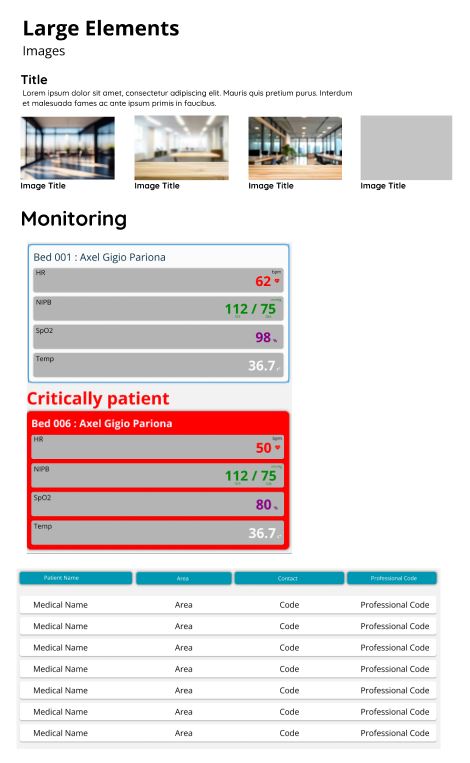 Large Elements
Images
Title
Lorem ipsum dolor sit amet, consectetur adipiscing elit. Mauris quis pretium purus. Interdum
et malesuada fames ac ante ipsum primis in faucibus.
Image Title Image Title Image Title Image Title
Monitoring
Bed 001 : Axel Gigio Pariona
HR bpm
62
NIPB
112 / 75
SpO2
98 %
Temp
36.7
Critically patient
Bed 006 : Axel Gigio Pariona
HR bpm
50
NIPB
112 / 75
SpO2
80 %
Temp
36.7
Patient Name Area Contact Professional Code
Medical Name Area Code Professional Code
Medical Name Area Code Professional Code
Medical Name Area Code Professional Code
Medical Name Area Code Professional Code
Medical Name Area Code Professional Code
Medical Name Area Code Professional Code
Medical Name Area Code Professional Code